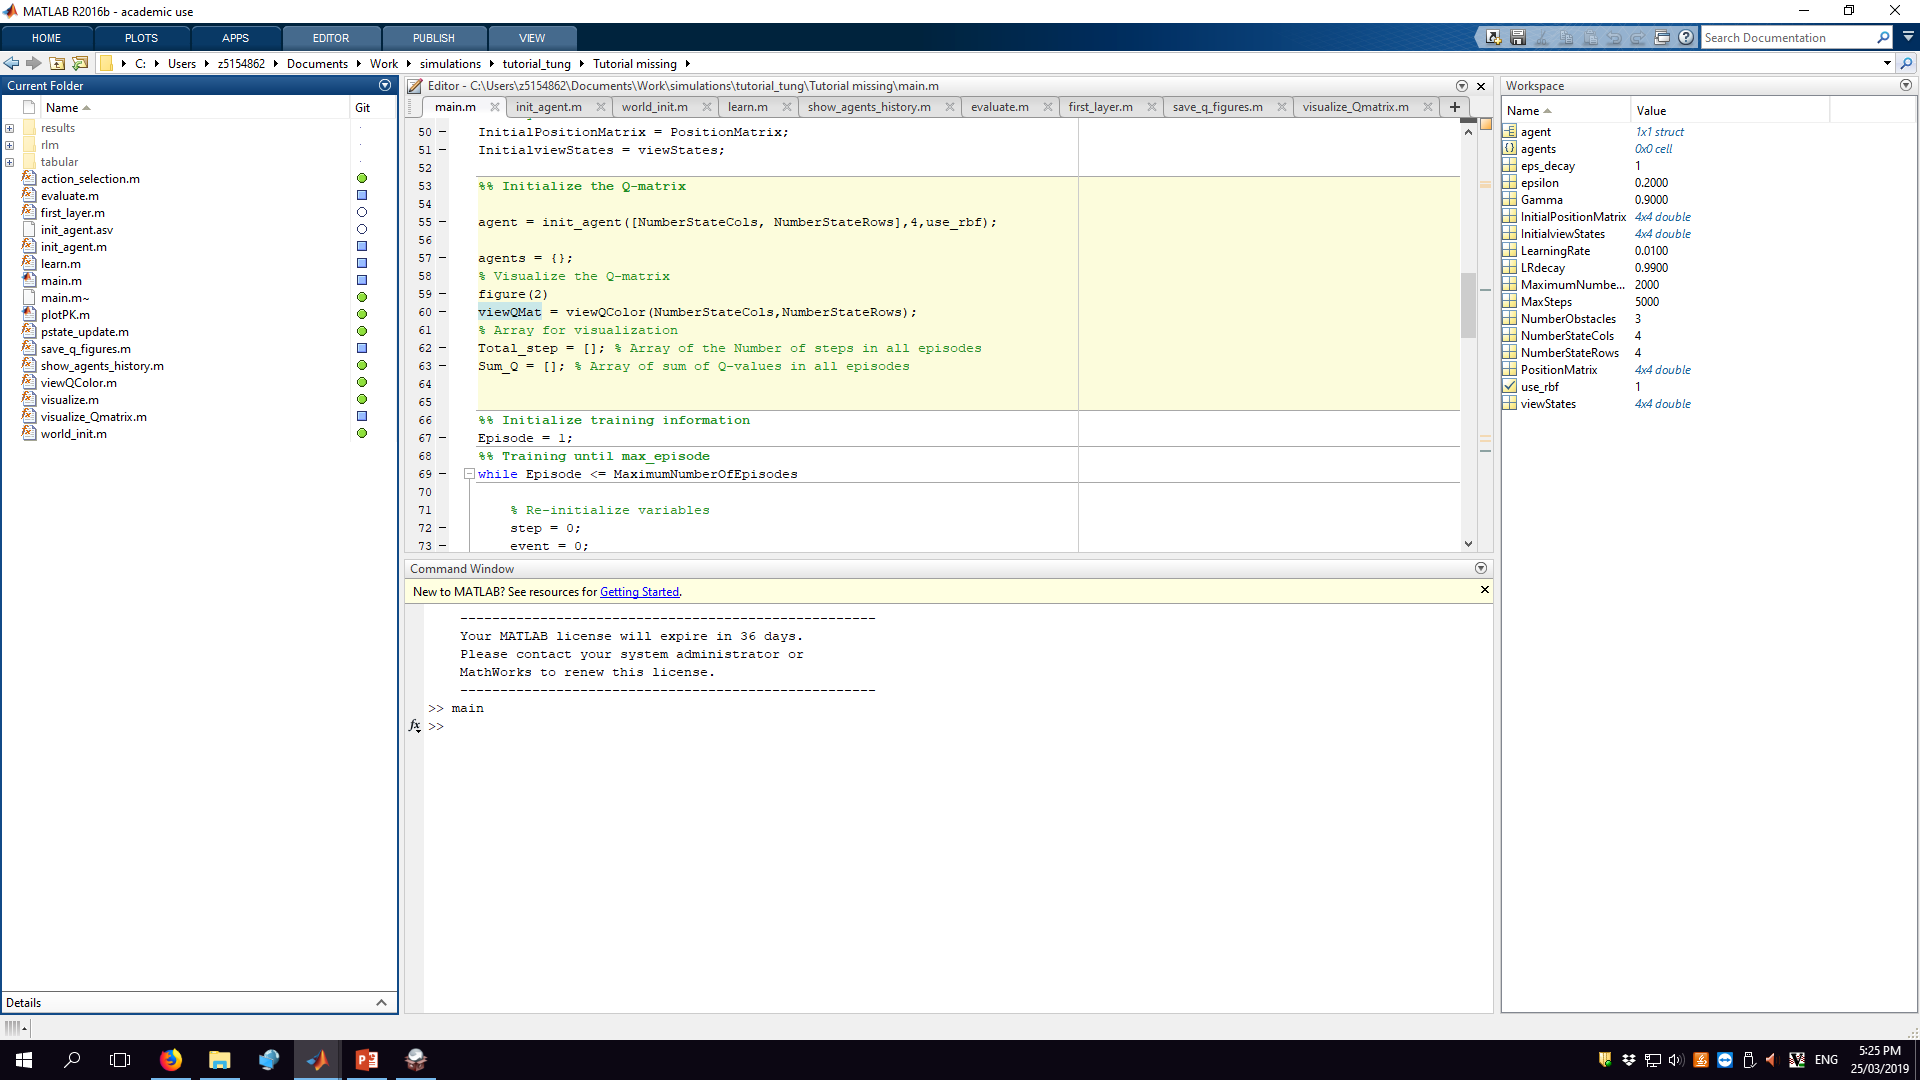 MATLAB R2016b - academic use
HOME PLOTS APPS EDITOR PUBLISH VIEW
Search Documentation
C: Users z5154862 Documents Work simulations tutorial_tung Tutorial missing
Current Folder
Name Git
results
rlm
tabular
action_selection.m
evaluate.m
first_layer.m
init_agent.asv
init_agent.m
learn.m
main.m
main.m~
plotPK.m
pstate_update.m
save_q_figures.m
show_agents_history.m
viewQColor.m
visualize.m
visualize_Qmatrix.m
world_init.m
Details
Editor - C:\Users\z5154862\Documents\Work\simulations\tutorial_tung\Tutorial missing\main.m
main.m init_agent.m world_init.m learn.m show_agents_history.m evaluate.m first_layer.m save_q_figures.m visualize_Qmatrix.m
50 – InitialPositionMatrix = PositionMatrix;
51 – InitialviewStates = viewStates;
52
53 %% Initialize the Q-matrix
54
55 – agent = init_agent([NumberStateCols, NumberStateRows],4,use_rbf);
56
57 – agents = {};
58 % Visualize the Q-matrix
59 – figure(2)
60 – viewQMat = viewQColor(NumberStateCols,NumberStateRows);
61 % Array for visualization
62 – Total_step = []; % Array of the Number of steps in all episodes
63 – Sum_Q = []; % Array of sum of Q-values in all episodes
64
65
66 %% Initialize training information
67 – Episode = 1;
68 %% Training until max_episode
69 – while Episode <= MaximumNumberOfEpisodes
70
71 % Re-initialize variables
72 – step = 0;
73 – event = 0;
Command Window
New to MATLAB? See resources for Getting Started.
----------------------------------------------------
Your MATLAB license will expire in 36 days.
Please contact your system administrator or
MathWorks to renew this license.
----------------------------------------------------
>> main
fx >>
Workspace
Name Value
agent 1x1 struct
agents 0x0 cell
eps_decay 1
epsilon 0.2000
Gamma 0.9000
InitialPositionMatrix 4x4 double
InitialviewStates 4x4 double
LearningRate 0.0100
LRdecay 0.9900
MaximumNumbe... 2000
MaxSteps 5000
NumberObstacles 3
NumberStateCols 4
NumberStateRows 4
PositionMatrix 4x4 double
use_rbf 1
viewStates 4x4 double
ENG
5:25 PM
25/03/2019